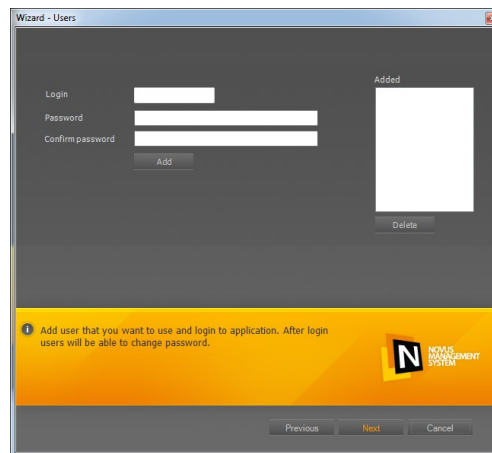 Wizard - Users
Added
Login
Password
Confirm password
Add
Delete
Add user that you want to use and login to application. After login
users will be able to change password.
N
NOVUS
MANAGEMENT
SYSTEM
Previous
Next
Cancel